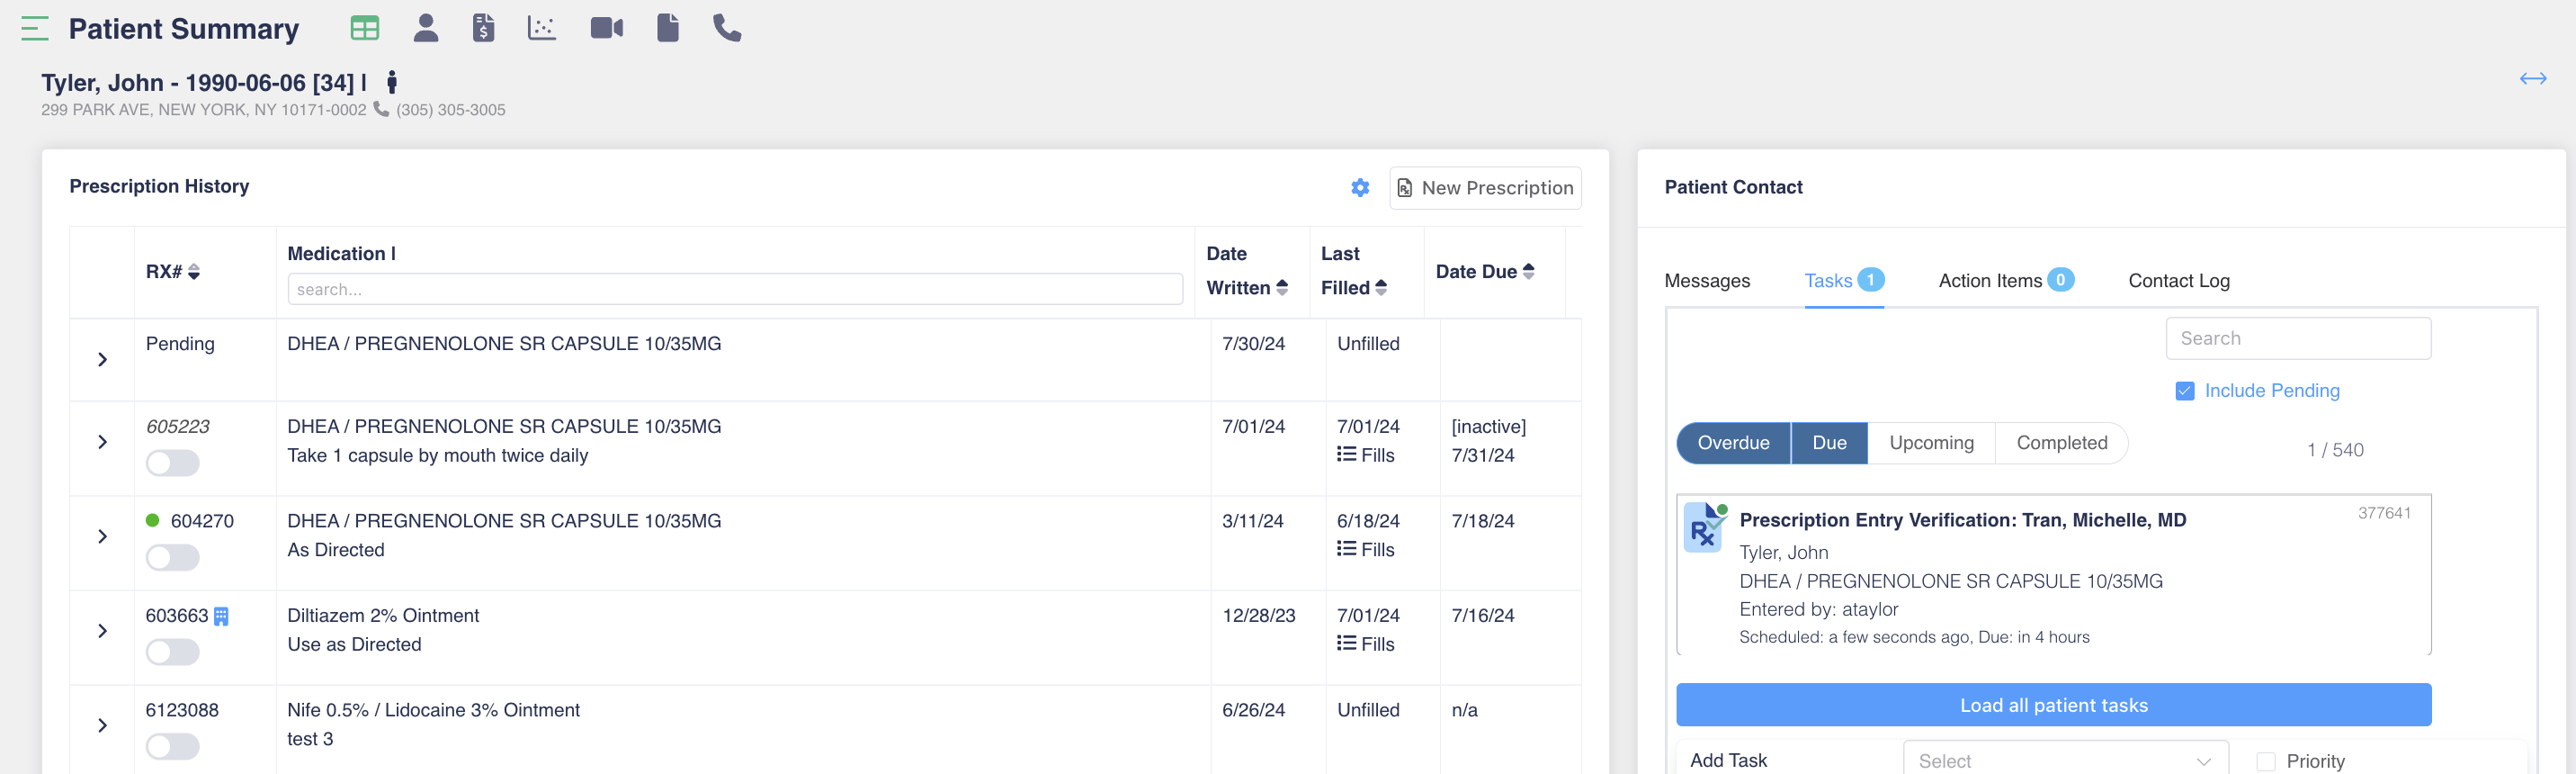 Patient Summary
Tyler, John - 1990-06-06 [34] |
299 PARK AVE, NEW YORK, NY 10171-0002 (305) 305-3005
Prescription History
New Prescription
RX#
Medication |
search...
Date Written
Last Filled
Date Due
Pending
DHEA / PREGNENOLONE SR CAPSULE 10/35MG
7/30/24
Unfilled
605223
DHEA / PREGNENOLONE SR CAPSULE 10/35MG
Take 1 capsule by mouth twice daily
7/01/24
7/01/24
Fills
[inactive]
7/31/24
604270
DHEA / PREGNENOLONE SR CAPSULE 10/35MG
As Directed
3/11/24
6/18/24
Fills
7/18/24
603663
Diltiazem 2% Ointment
Use as Directed
12/28/23
7/01/24
Fills
7/16/24
6123088
Nife 0.5% / Lidocaine 3% Ointment
test 3
6/26/24
Unfilled
n/a
Patient Contact
Messages
Tasks 1
Action Items 0
Contact Log
Search
Include Pending
Overdue
Due
Upcoming
Completed
1 / 540
Rx
Prescription Entry Verification: Tran, Michelle, MD
377641
Tyler, John
DHEA / PREGNENOLONE SR CAPSULE 10/35MG
Entered by: ataylor
Scheduled: a few seconds ago, Due: in 4 hours
Load all patient tasks
Add Task
Select
Priority